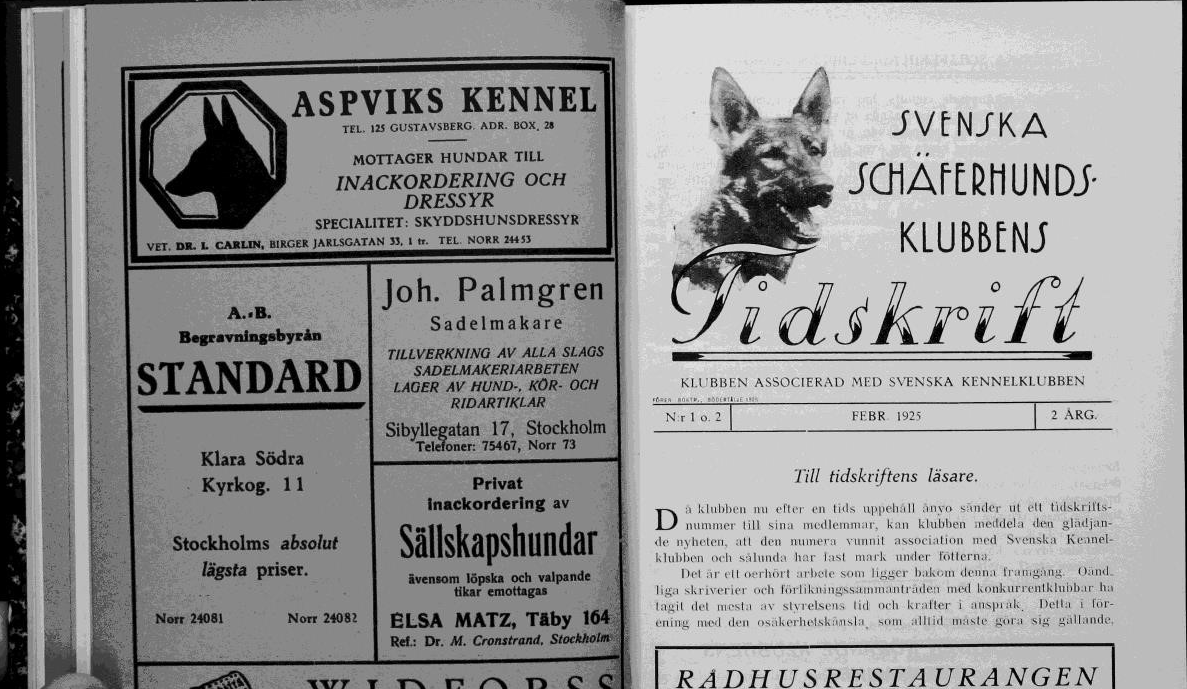 ASPVIKS KENNEL
TEL. 125 GUSTAVSBERG. ADR. BOX, 28
MOTTAGER HUNDAR TILL
INACKORDERING OCH
DRESSYR
SPECIALITET: SKYDDSHUNSDRESSYR
VET. DR. I. CARLIN, BIRGER JARLSGATAN 33, 1 tr. TEL. NORR 24453
A.-B.
Begravningsbyrån
STANDARD
Klara Södra
Kyrkog. 11
Stockholms absolut
lägsta priser.
Norr 24081 Norr 24082
Joh. Palmgren
Sadelmakare
TILLVERKNING AV ALLA SLAGS
SADELMAKERIARBETEN
LAGER AV HUND-, KÖR- OCH
RIDARTIKLAR
Sibyllegatan 17, Stockholm
Telefoner: 75467, Norr 73
Privat
inackordering av
Sällskapshundar
ävensom löpska och valpande
tikar emottagas
ELSA MATZ, Täby 164
Ref.: Dr. M. Cronstrand, Stockholm
WIDFORSS
SVENSKA
SCHÄFERHUNDS-
KLUBBENS
Tidskrift
KLUBBEN ASSOCIERAD MED SVENSKA KENNELKLUBBEN
FÖREN. BOKTR., SÖDERTÄLJE 1925
N:r 1 o. 2 FEBR. 1925 2 ÅRG.
Till tidskriftens läsare.
Då klubben nu efter en tids uppehåll ånyo sänder ut ett tidskrifts-
nummer till sina medlemmar, kan klubben meddela den glädjan-
de nyheten, att den numera vunnit association med Svenska Kennel-
klubben och sålunda har fast mark under fötterna.
Det är ett oerhört arbete som ligger bakom denna framgång. Oänd-
liga skriverier och förlikningssammanträden med konkurrentklubbar ha
tagit det mesta av styrelsens tid och krafter i anspråk. Detta i för-
ening med den osäkerhetskänsla, som alltid måste göra sig gällande,
RÅDHUSRESTAURANGEN